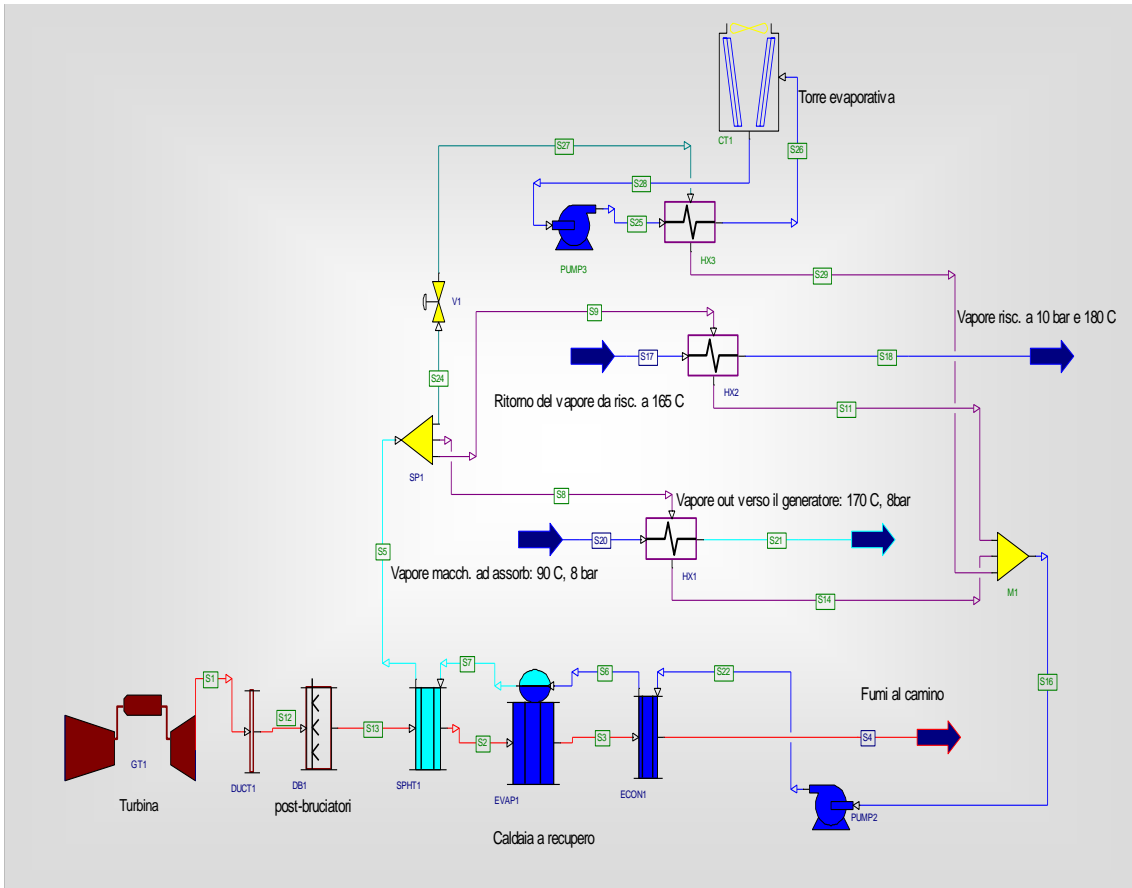 Torre evaporativa
CT1
S27
S26
S28
S25
PUMP3
HX3
S29
V1
S9
Vapore risc. a 10 bar e 180 C
S17
S18
S24
HX2
Ritorno del vapore da risc. a 165 C
S11
SP1
S8
Vapore out verso il generatore: 170 C, 8bar
S5
S20
S21
Vapore macch. ad assorb: 90 C, 8 bar
HX1
M1
S14
S7
S6
S22
S1
S16
Fumi al camino
S12
S13
S2
S3
S4
GT1
DUCT1
DB1
SPHT1
EVAP1
ECON1
PUMP2
Turbina
post-bruciatori
Caldaia a recupero